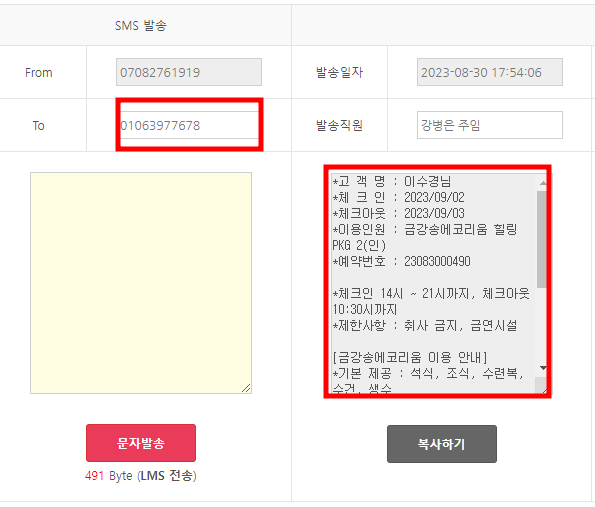 SMS 발송
From
07082761919
발송일자
2023-08-30 17:54:06
To
01063977678
발송직원
강병은 주임
*고 객 명 : 이수경님
*체 크 인 : 2023/09/02
*체크아웃 : 2023/09/03
*이용인원 : 금강송에코리움 힐링
PKG 2(인)
*예약번호 : 23083000490
*체크인 14시 ~ 21시까지, 체크아웃
10:30시까지
*제한사항 : 취사 금지, 금연시설
[금강송에코리움 이용 안내]
*기본 제공 : 석식, 조식, 수련복,
수건, 생수
문자발송
491 Byte (LMS 전송)
복사하기